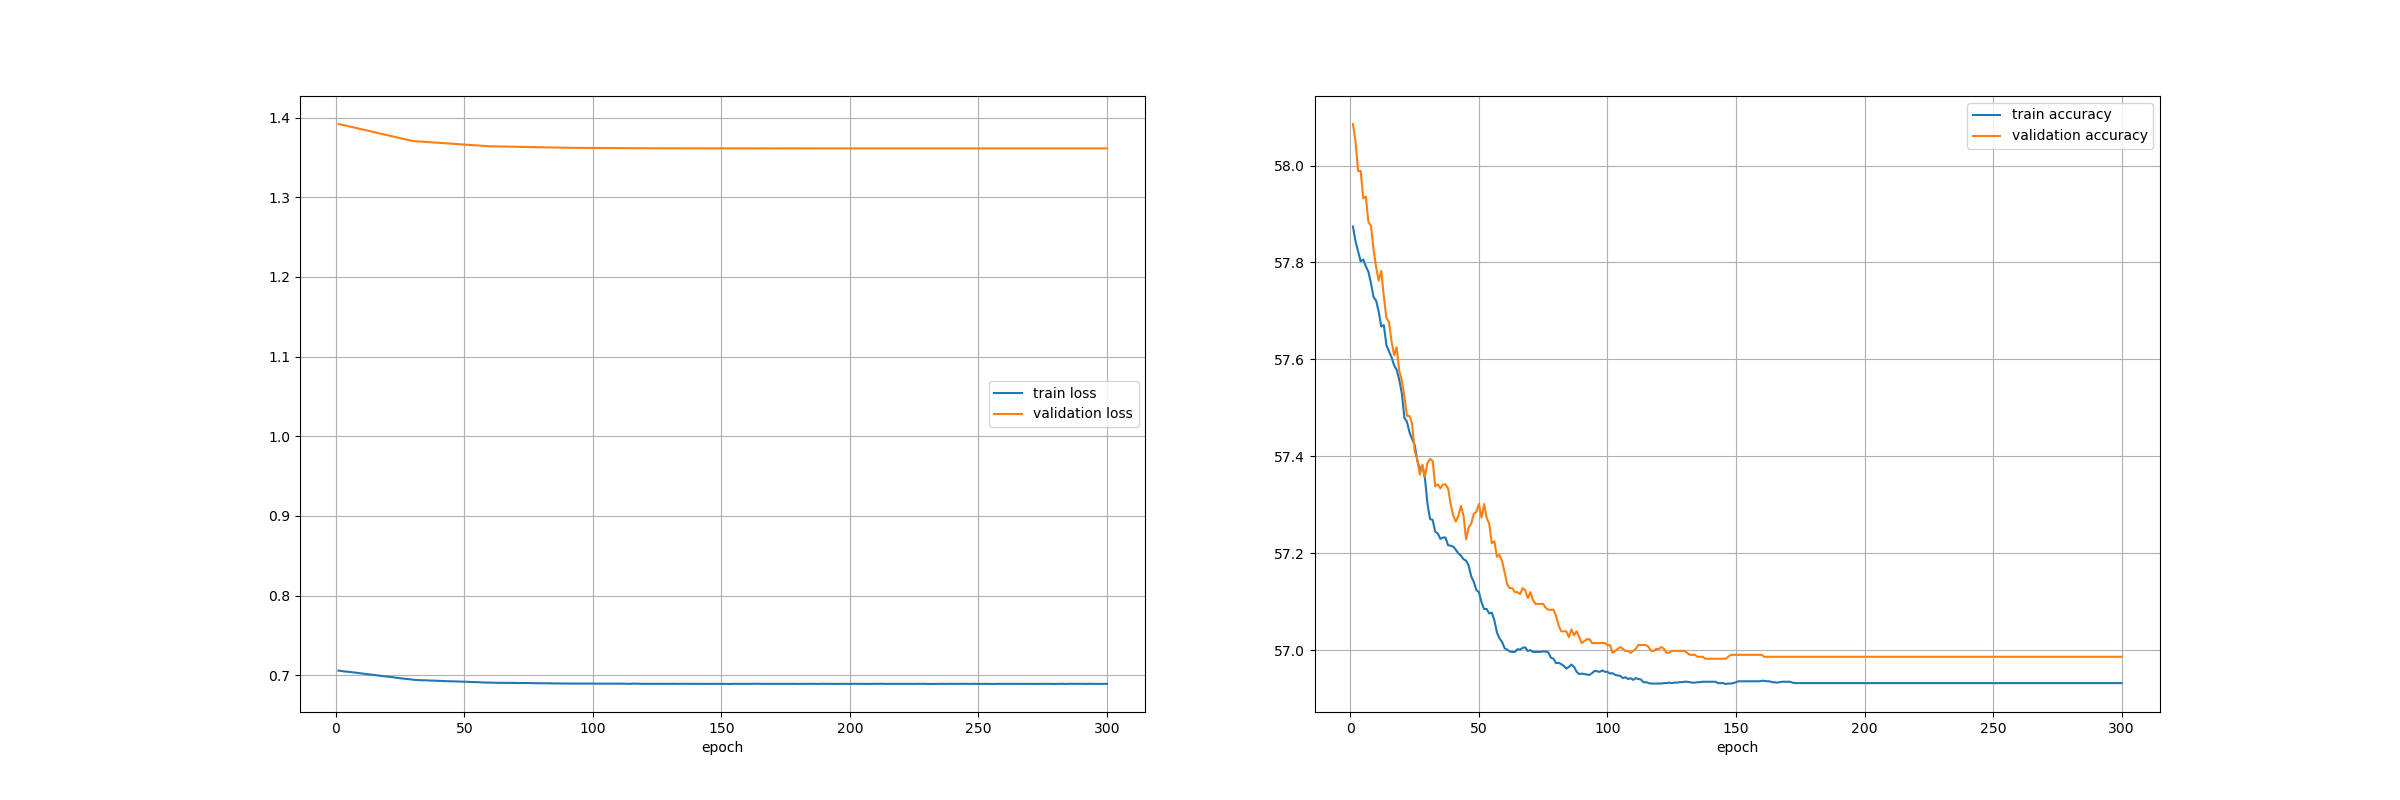 1.4
1.3
1.2
1.1
1.0
0.9
0.8
0.7
train loss
validation loss
0 50 100 150 200 250 300
epoch
train accuracy
validation accuracy
58.0
57.8
57.6
57.4
57.2
57.0
0 50 100 150 200 250 300
epoch